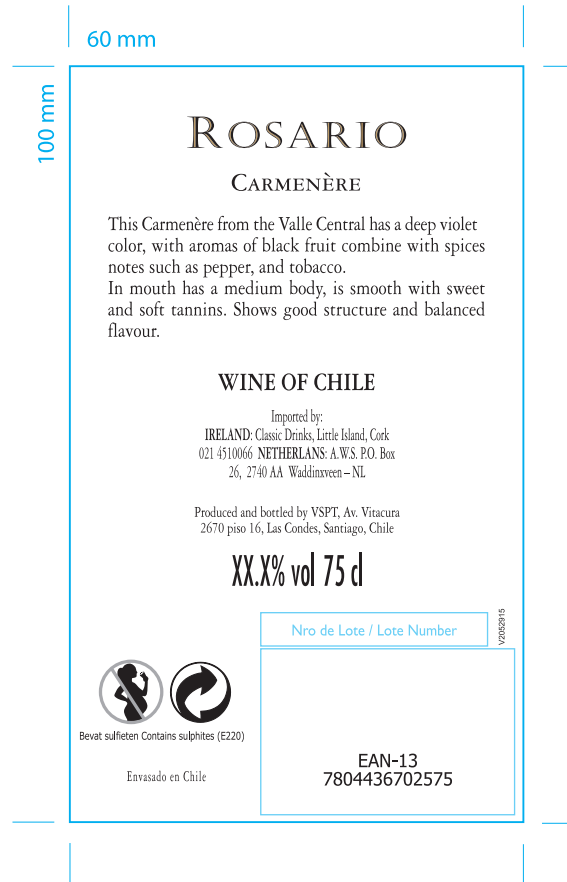 60 mm
100 mm
ROSARIO
CARMENÈRE
This Carmenère from the Valle Central has a deep violet
color, with aromas of black fruit combine with spices
notes such as pepper, and tobacco.
In mouth has a medium body, is smooth with sweet
and soft tannins. Shows good structure and balanced
flavour.
WINE OF CHILE
Imported by:
IRELAND: Classic Drinks, Little Island, Cork
021 4510066 NETHERLANS: A.W.S. P.O. Box
26, 2740 AA Waddinxveen – NL
Produced and bottled by VSPT, Av. Vitacura
2670 piso 16, Las Condes, Santiago, Chile
XX.X% vol 75 cl
Nro de Lote / Lote Number
V2052915
Bevat sulfieten Contains sulphites (E220)
Envasado en Chile
EAN-13
7804436702575